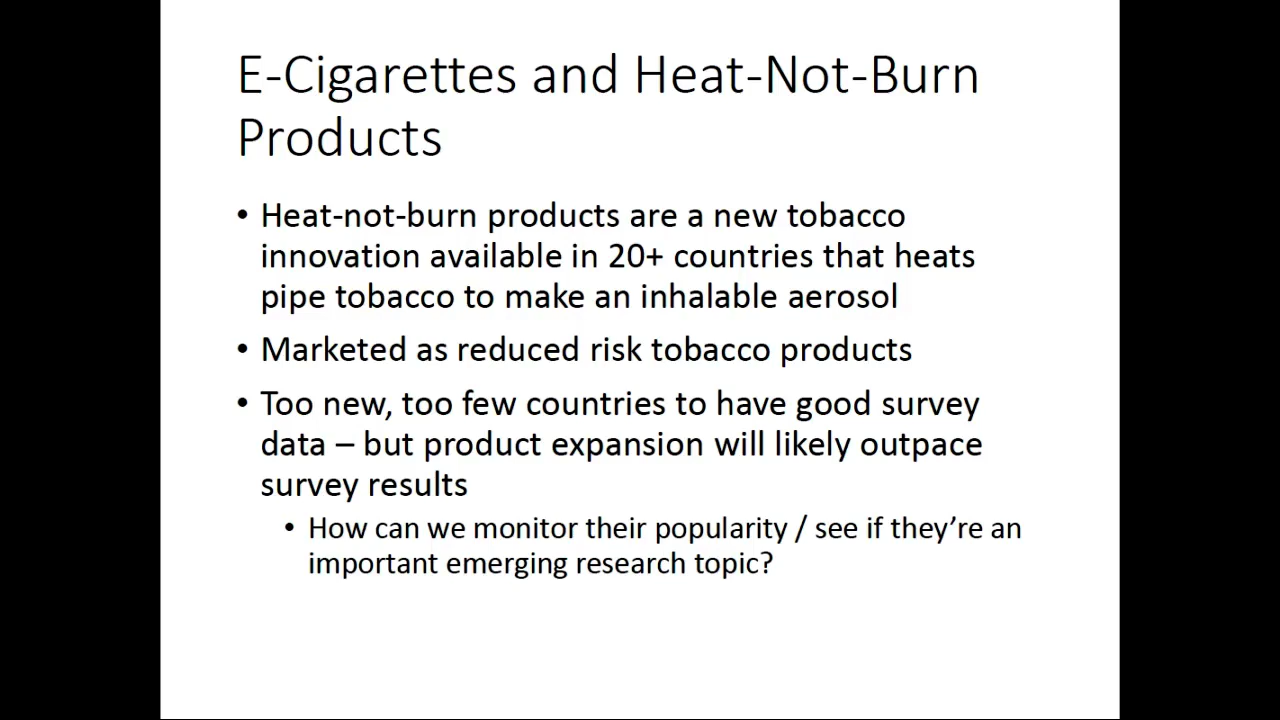 E-Cigarettes and Heat-Not-Burn
Products
• Heat-not-burn products are a new tobacco
innovation available in 20+ countries that heats
pipe tobacco to make an inhalable aerosol
• Marketed as reduced risk tobacco products
• Too new, too few countries to have good survey
data – but product expansion will likely outpace
survey results
• How can we monitor their popularity / see if they’re an
important emerging research topic?